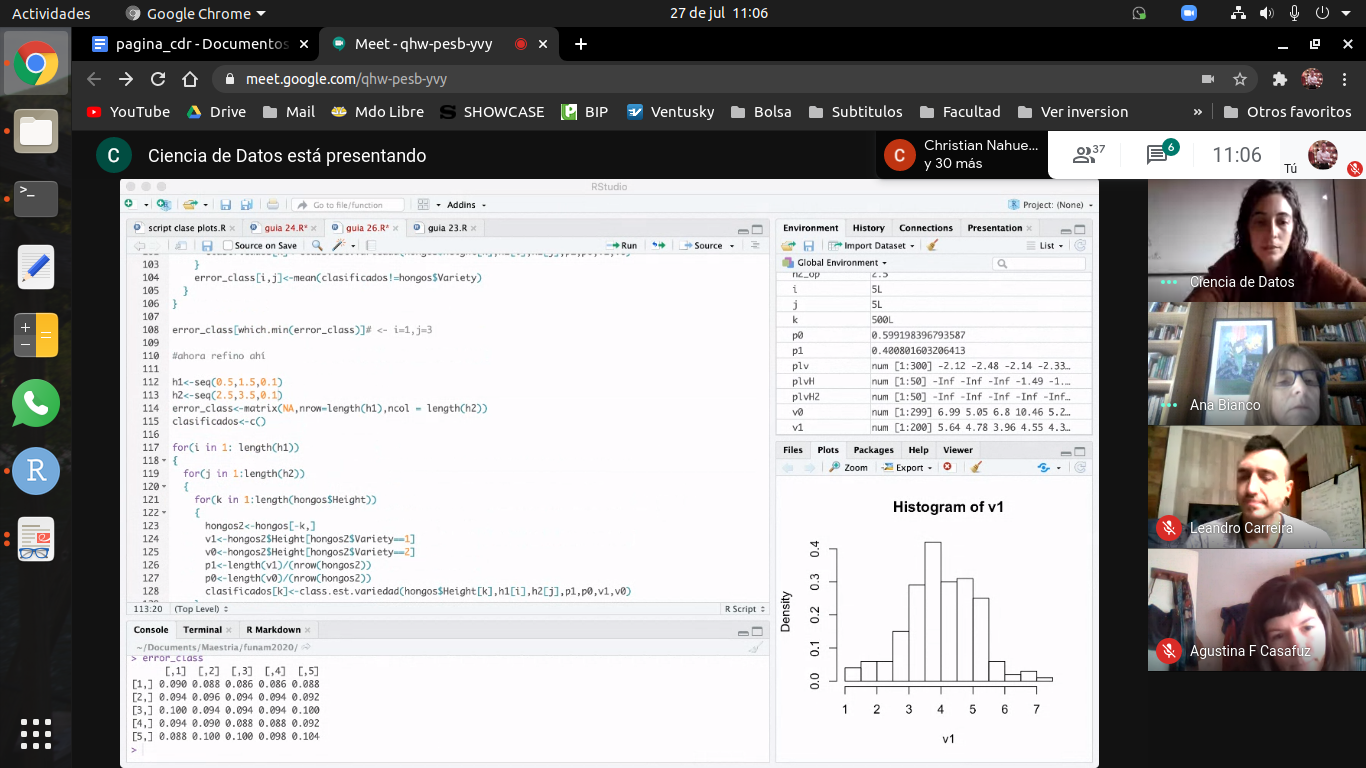 Actividades
Google Chrome
27 de jul 11:06
pagina_cdr - Documentos
Meet - qhw-pesb-yvy
meet.google.com/qhw-pesb-yvy
YouTube
Drive
Mail
Mdo Libre
SHOWCASE
BIP
Ventusky
Bolsa
Subtitulos
Facultad
Ver inversion
»
Otros favoritos
C
Ciencia de Datos está presentando
C
Christian Nahue...
y 30 más
37
6
11:06
Tú
RStudio
Go to file/function
Addins
Project: (None)
script clase plots.R
guia 24.R*
guia 26.R*
guia 23.R
Source on Save
Run
Source
103 }
104 error_class[i,j]<-mean(clasificados!=hongos$Variety)
105 }
106 }
107
108 error_class[which.min(error_class)]# <- i=1,j=3
109
110 #ahora refino ahi
111
112 h1<-seq(0.5,1.5,0.1)
113 h2<-seq(2.5,3.5,0.1)
114 error_class<-matrix(NA,nrow=length(h1),ncol = length(h2))
115 clasificados<-c()
116
117 for(i in 1: length(h1))
118 {
119 for(j in 1:length(h2))
120 {
121 for(k in 1:length(hongos$Height))
122 {
123 hongos2<-hongos[-k,]
124 v1<-hongos2$Height[hongos2$Variety==1]
125 v0<-hongos2$Height[hongos2$Variety==2]
126 p1<-length(v1)/(nrow(hongos2))
127 p0<-length(v0)/(nrow(hongos2))
128 clasificados[k]<-class.est.variedad(hongos$Height[k],h1[i],h2[j],p1,p0,v1,v0)
113:20
(Top Level)
R Script
Console
Terminal
R Markdown
~/Documents/Maestria/funam2020/
> error_class
[,1] [,2] [,3] [,4] [,5]
[1,] 0.090 0.088 0.086 0.086 0.088
[2,] 0.094 0.096 0.094 0.094 0.092
[3,] 0.100 0.094 0.094 0.094 0.100
[4,] 0.094 0.090 0.088 0.088 0.092
[5,] 0.088 0.100 0.100 0.098 0.104
>
Environment
History
Connections
Presentation
Import Dataset
List
Global Environment
h2_op 2.5
i 5L
j 5L
k 500L
p0 0.599198396793587
p1 0.400801603206413
plv num [1:300] -2.12 -2.48 -2.14 -2.33...
plvH num [1:50] -Inf -Inf -Inf -1.49 -1....
plvH2 num [1:50] -Inf -Inf -Inf -Inf -Inf...
v0 num [1:299] 6.99 5.05 6.8 10.46 5.2...
v1 num [1:200] 5.64 4.78 3.96 4.55 4.3...
Files
Plots
Packages
Help
Viewer
Zoom
Export
Histogram of v1
Density
0.0 0.1 0.2 0.3 0.4
1 2 3 4 5 6 7
v1
Ciencia de Datos
Ana Bianco
Leandro Carreira
Agustina F Casafuz